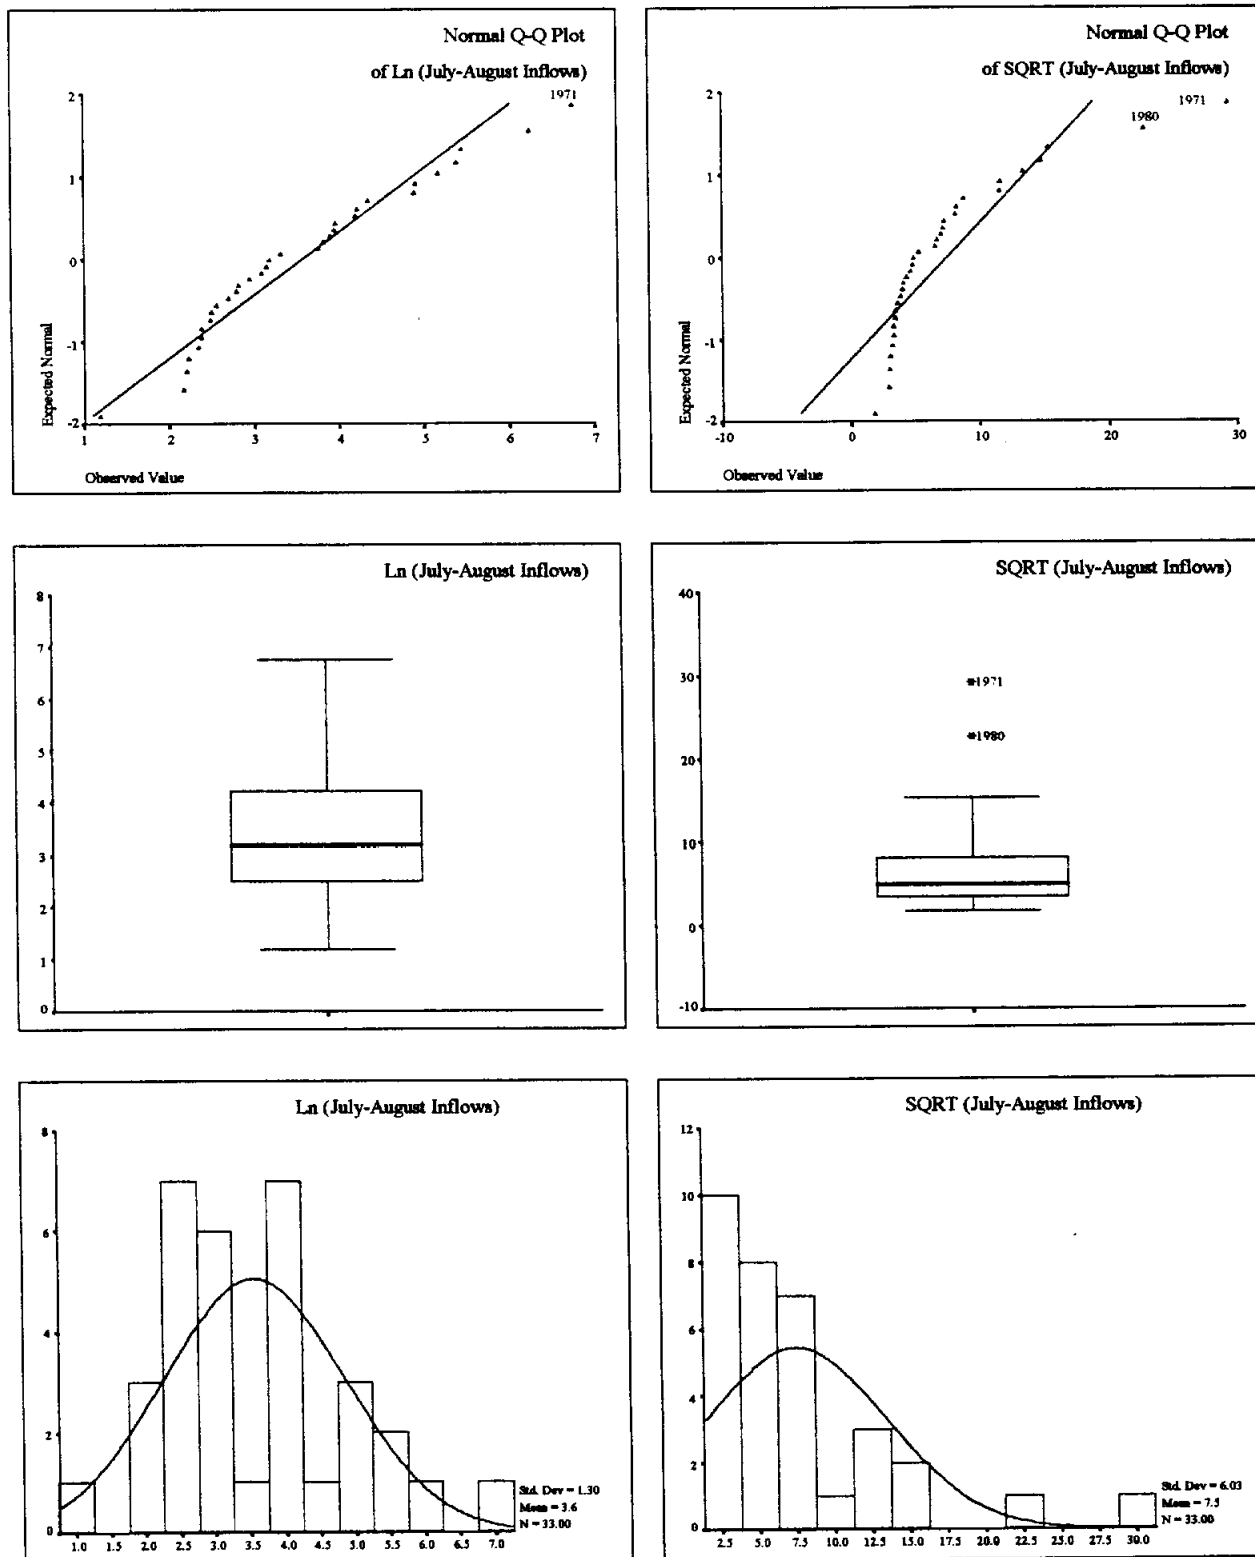 Normal Q-Q Plot
of Ln (July-August Inflows)
2
1
0
-1
-2
Expected Normal
1971
1 2 3 4 5 6 7
Observed Value
Normal Q-Q Plot
of SQRT (July-August Inflows)
2
1
0
-1
-2
Expected Normal
1971
1980
-10 0 10 20 30
Observed Value
Ln (July-August Inflows)
8
7
6
5
4
3
2
1
0
SQRT (July-August Inflows)
40
30
20
10
0
-10
1971
1980
Ln (July-August Inflows)
8
6
4
2
0
1.0 1.5 2.0 2.5 3.0 3.5 4.0 4.5 5.0 5.5 6.0 6.5 7.0
Std. Dev = 1.30
Mean = 3.6
N = 33.00
SQRT (July-August Inflows)
12
10
8
6
4
2
0
2.5 5.0 7.5 10.0 12.5 15.0 17.5 20.0 22.5 25.0 27.5 30.0
Std. Dev = 6.03
Mean = 7.5
N = 33.00